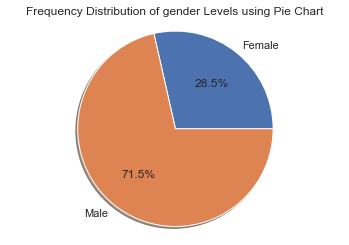 Frequency Distribution of gender Levels using Pie Chart
Female
28.5%
71.5%
Male